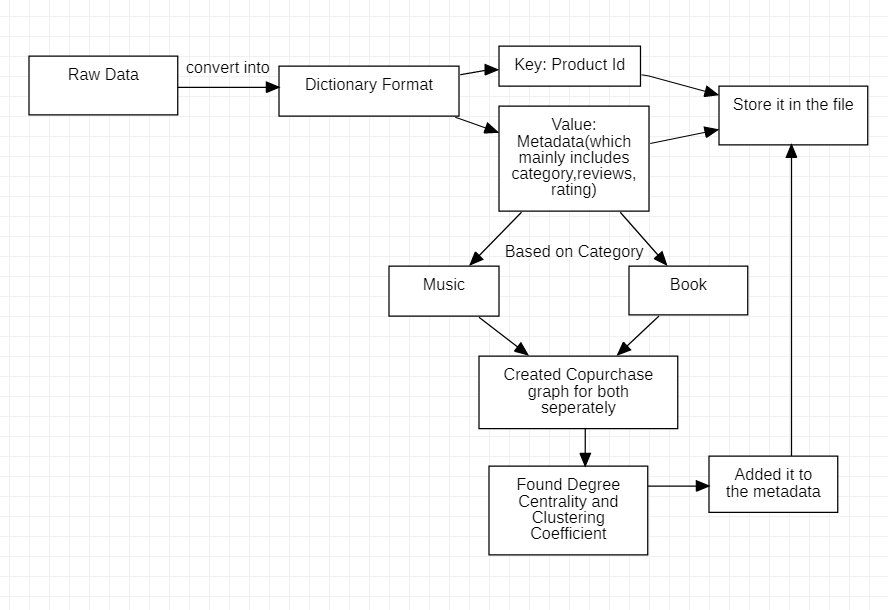 Raw Data
convert into
Dictionary Format
Key: Product Id
Value:
Metadata(which
mainly includes
category,reviews,
rating)
Store it in the file
Based on Category
Music
Book
Created Copurchase
graph for both
seperately
Found Degree
Centrality and
Clustering
Coefficient
Added it to
the metadata